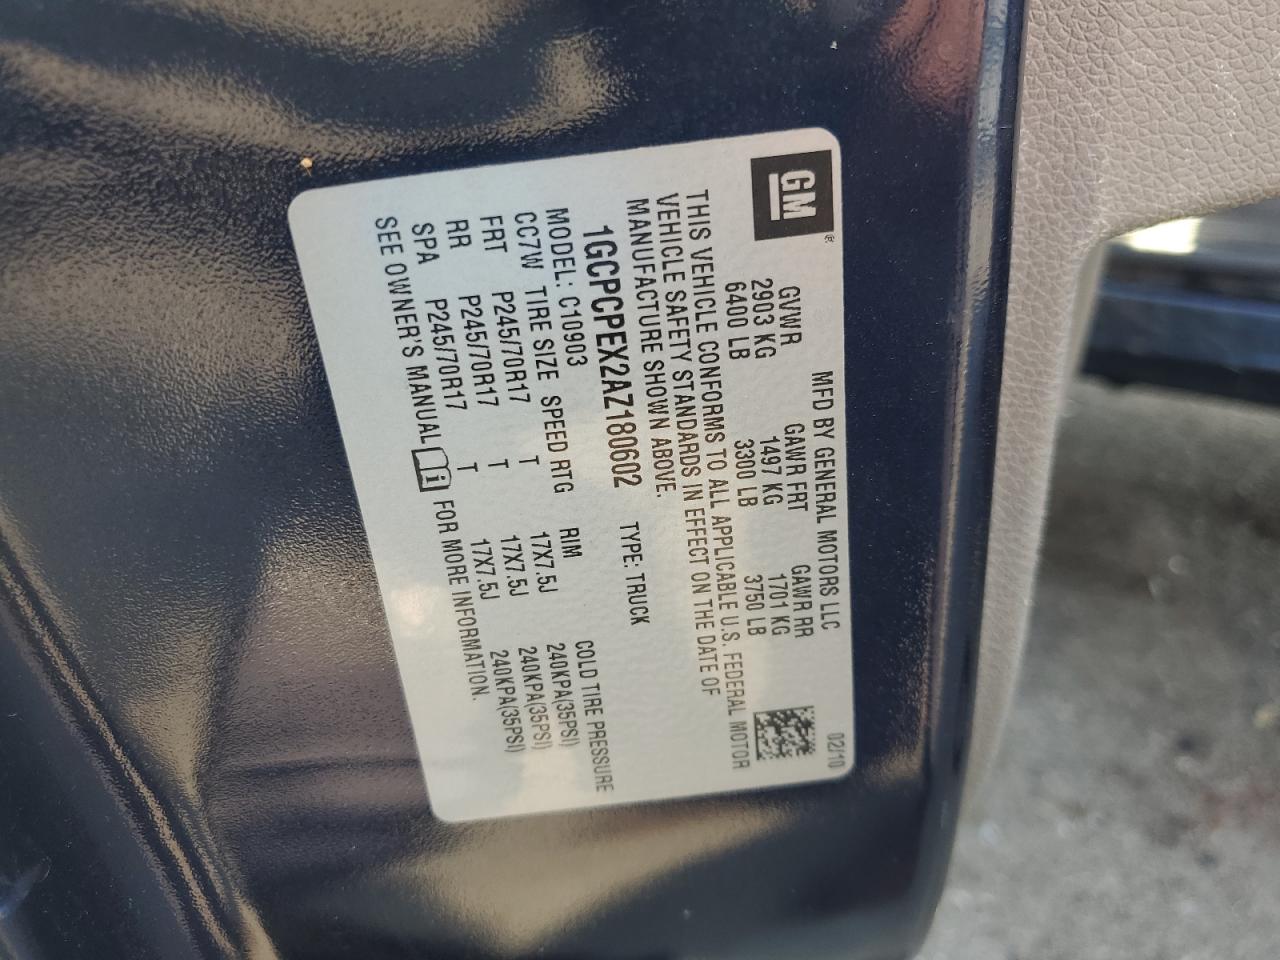 GM®
MFD BY GENERAL MOTORS LLC 02/10
GVWR GAWR FRT GAWR RR
2903 KG 1497 KG 1701 KG
6400 LB 3300 LB 3750 LB
THIS VEHICLE CONFORMS TO ALL APPLICABLE U.S. FEDERAL MOTOR
VEHICLE SAFETY STANDARDS IN EFFECT ON THE DATE OF
MANUFACTURE SHOWN ABOVE.
1GCPCPEX2AZ180602 TYPE: TRUCK
MODEL: C10903
CC7W TIRE SIZE SPEED RTG RIM COLD TIRE PRESSURE
FRT P245/70R17 T 17X7.5J 240KPA(35PSI)
RR P245/70R17 T 17X7.5J 240KPA(35PSI)
SPA P245/70R17 T 17X7.5J 240KPA(35PSI)
SEE OWNER'S MANUAL i FOR MORE INFORMATION.